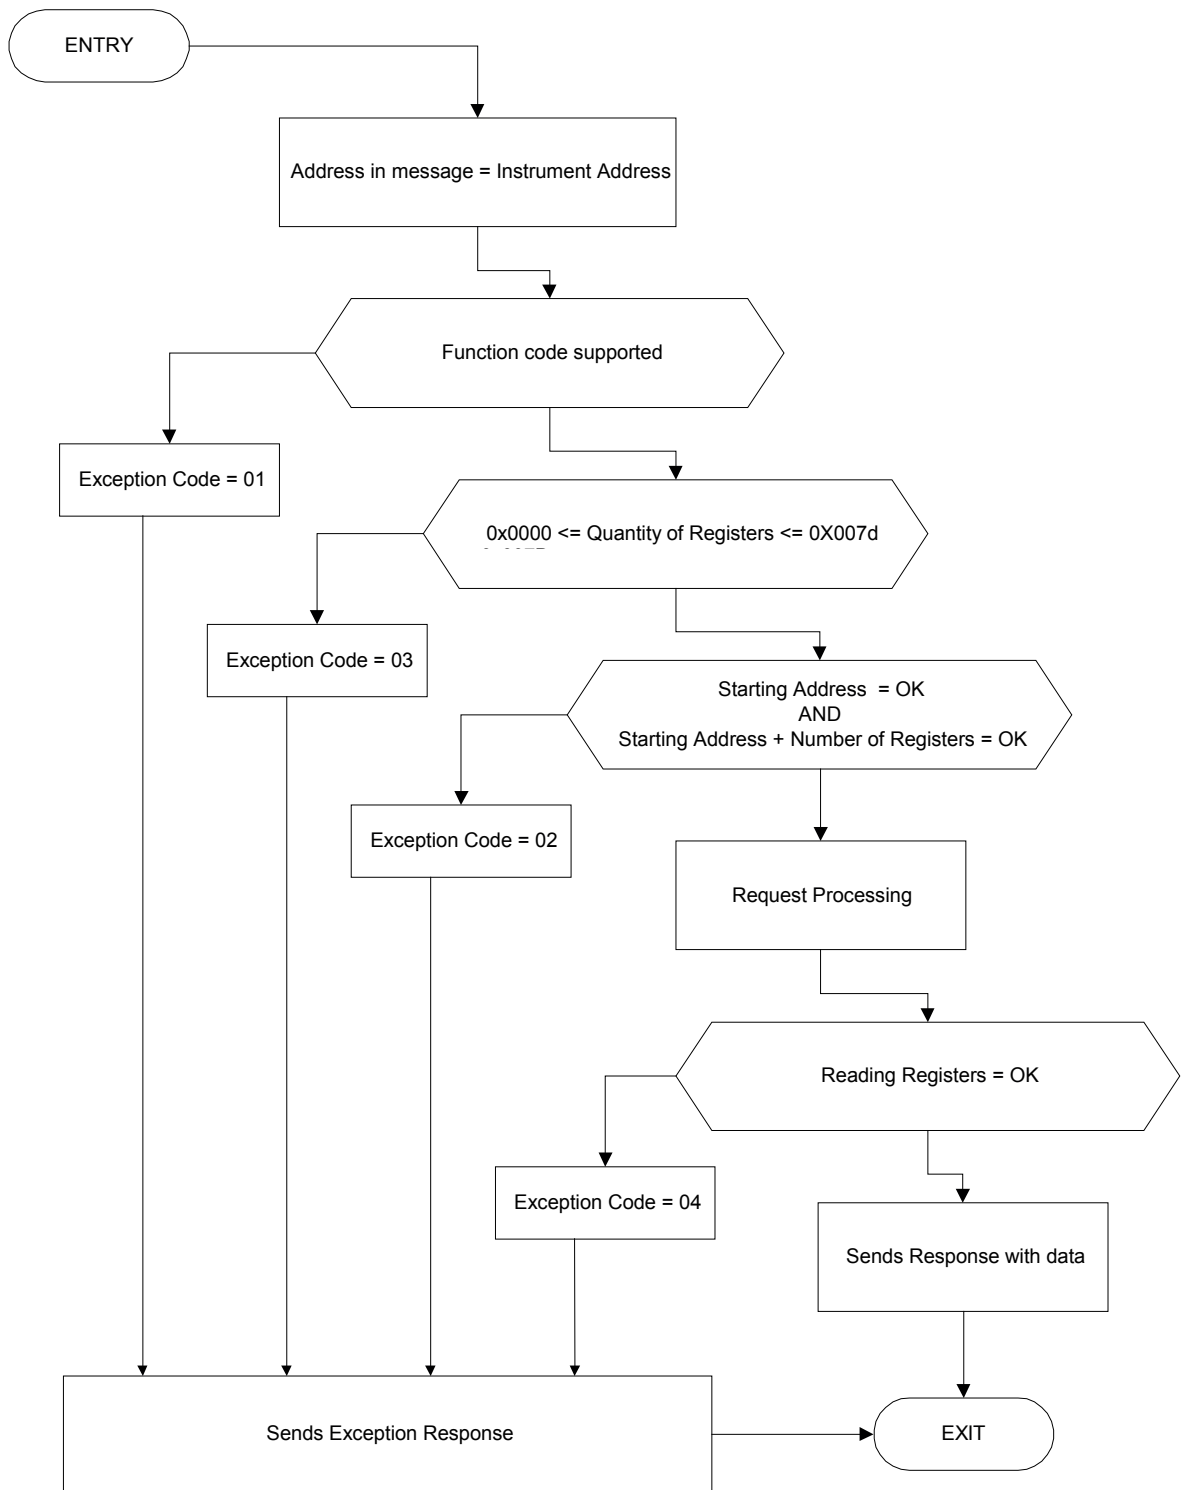 ENTRY
Address in message = Instrument Address
Function code supported
Exception Code = 01
0x0000 <= Quantity of Registers <= 0X007d
Exception Code = 03
Starting Address = OK
AND
Starting Address + Number of Registers = OK
Exception Code = 02
Request Processing
Reading Registers = OK
Exception Code = 04
Sends Response with data
Sends Exception Response
EXIT